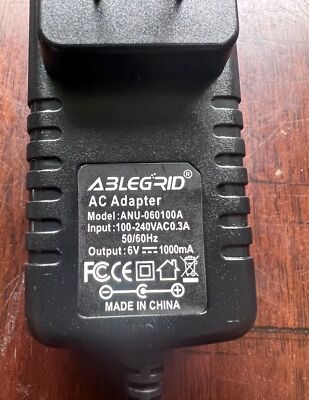 ABLEGRID®
AC Adapter
Model:ANU-060100A
Input:100-240VAC0.3A
50/60Hz
Output:6V⎓1000mA
FC CE
MADE IN CHINA